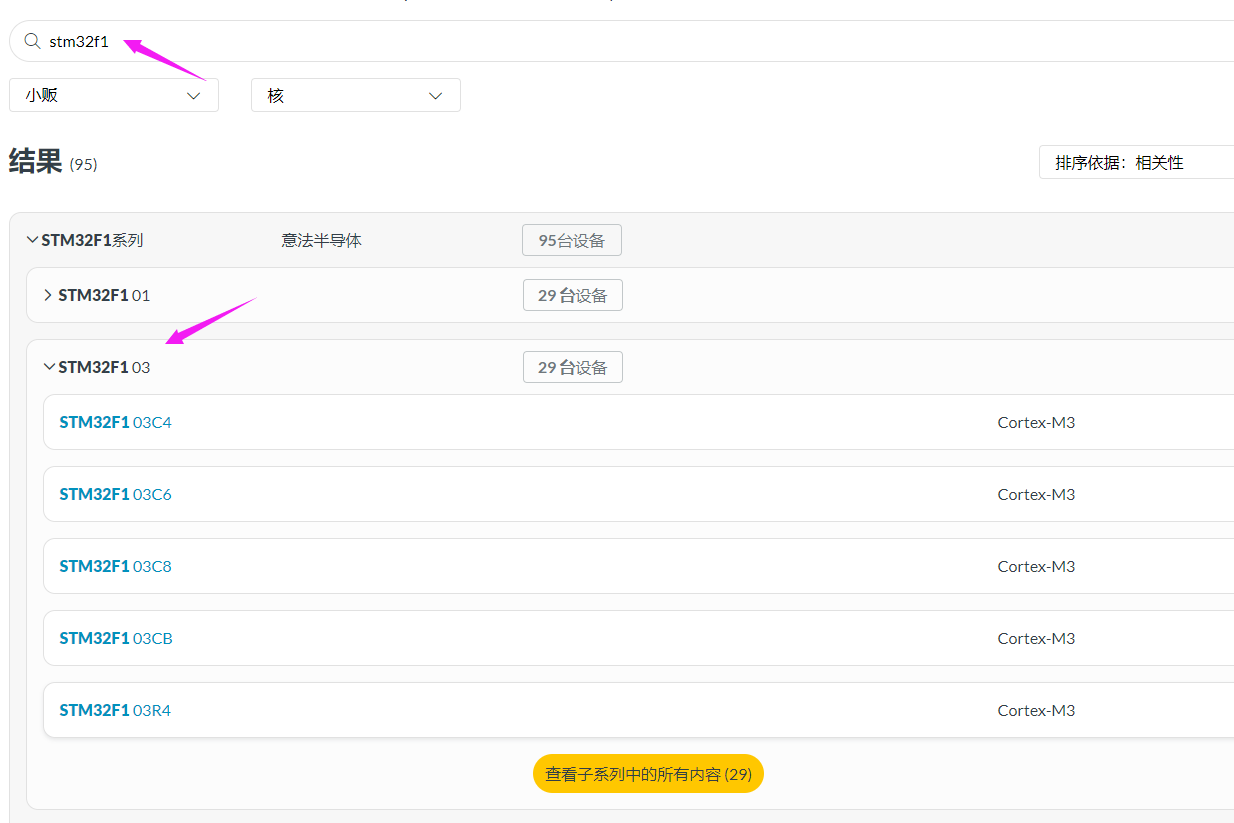 stm32f1
小贩 核
结果 (95)
排序依据：相关性
STM32F1系列 意法半导体 95台设备
STM32F1 01 29 台设备
STM32F1 03 29 台设备
STM32F1 03C4 Cortex-M3
STM32F1 03C6 Cortex-M3
STM32F1 03C8 Cortex-M3
STM32F1 03CB Cortex-M3
STM32F1 03R4 Cortex-M3
查看子系列中的所有内容 (29)